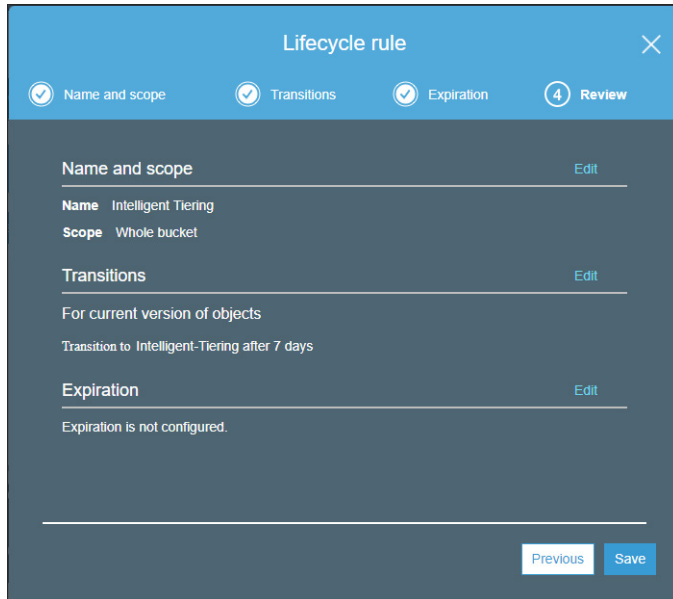 Lifecycle rule
Name and scope
Transitions
Expiration
4 Review
Name and scope Edit
Name Intelligent Tiering
Scope Whole bucket
Transitions Edit
For current version of objects
Transition to Intelligent-Tiering after 7 days
Expiration Edit
Expiration is not configured.
Previous Save